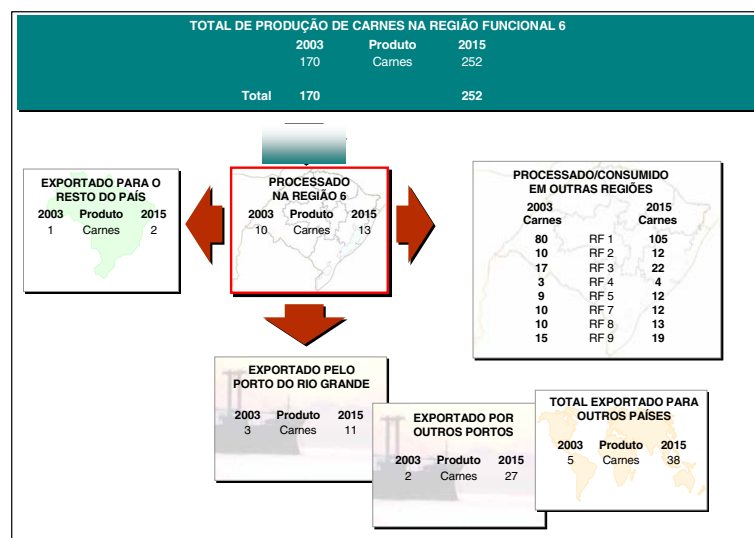 TOTAL DE PRODUÇÃO DE CARNES NA REGIÃO FUNCIONAL 6
2003 Produto 2015
170 Carnes 252
Total 170 252
EXPORTADO PARA O
RESTO DO PAÍS
2003 Produto 2015
1 Carnes 2
PROCESSADO
NA REGIÃO 6
2003 Produto 2015
10 Carnes 13
PROCESSADO/CONSUMIDO
EM OUTRAS REGIÕES
2003 2015
Carnes Carnes
80 RF 1 105
10 RF 2 12
17 RF 3 22
3 RF 4 4
9 RF 5 12
10 RF 7 12
10 RF 8 13
15 RF 9 19
EXPORTADO PELO
PORTO DO RIO GRANDE
2003 Produto 2015
3 Carnes 11
EXPORTADO POR
OUTROS PORTOS
2003 Produto 2015
2 Carnes 27
TOTAL EXPORTADO PARA
OUTROS PAÍSES
2003 Produto 2015
5 Carnes 38